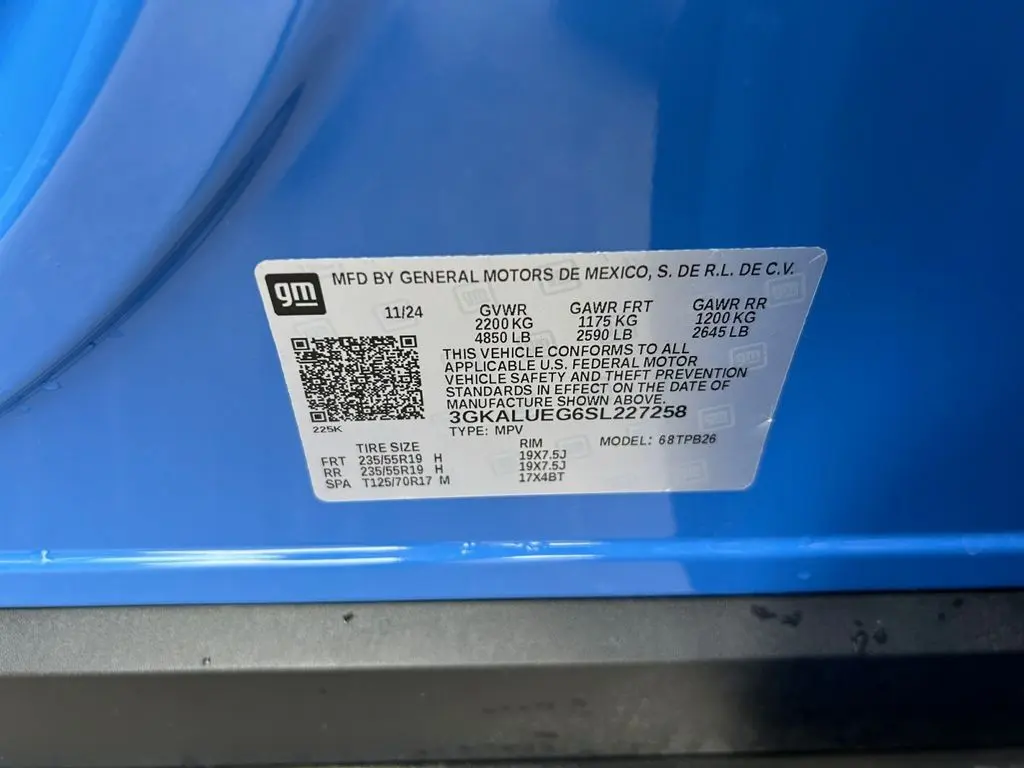 gm
MFD BY GENERAL MOTORS DE MEXICO, S. DE R.L. DE C.V.
11/24 GVWR GAWR FRT GAWR RR
2200 KG 1175 KG 1200 KG
4850 LB 2590 LB 2645 LB
THIS VEHICLE CONFORMS TO ALL
APPLICABLE U.S. FEDERAL MOTOR
VEHICLE SAFETY AND THEFT PREVENTION
STANDARDS IN EFFECT ON THE DATE OF
MANUFACTURE SHOWN ABOVE.
3GKALUEG6SL227258
225K
TYPE: MPV
TIRE SIZE RIM MODEL: 68TPB26
FRT 235/55R19 H 19X7.5J
RR 235/55R19 H 19X7.5J
SPA T125/70R17 M 17X4BT